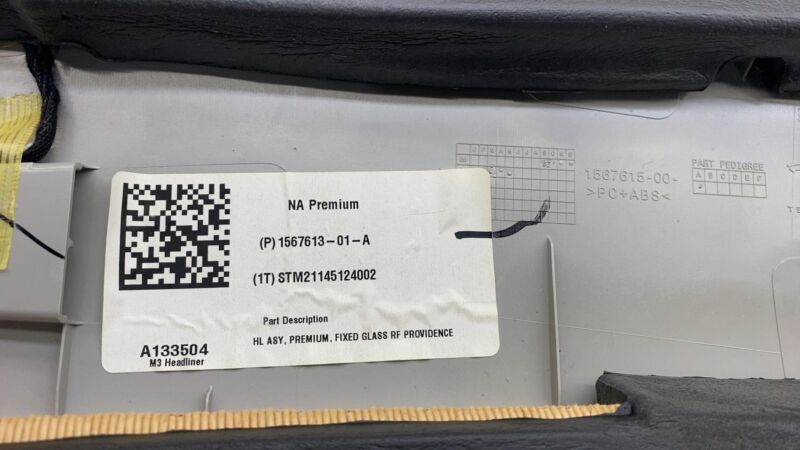 NA Premium
(P) 1567613-01-A
(1T) STM21145124002
Part Description
HL ASY, PREMIUM, FIXED GLASS RF PROVIDENCE
A133504
M3 Headliner
1567615-00-
>PC+ABS<
PART PEDIGREE
A B C D E F